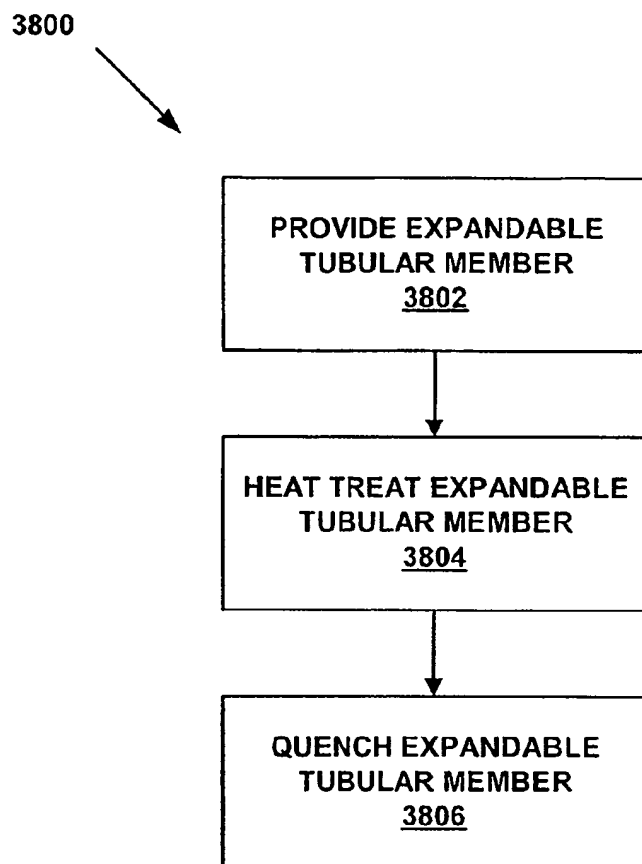 3800
PROVIDE EXPANDABLE
TUBULAR MEMBER
3802
HEAT TREAT EXPANDABLE
TUBULAR MEMBER
3804
QUENCH EXPANDABLE
TUBULAR MEMBER
3806